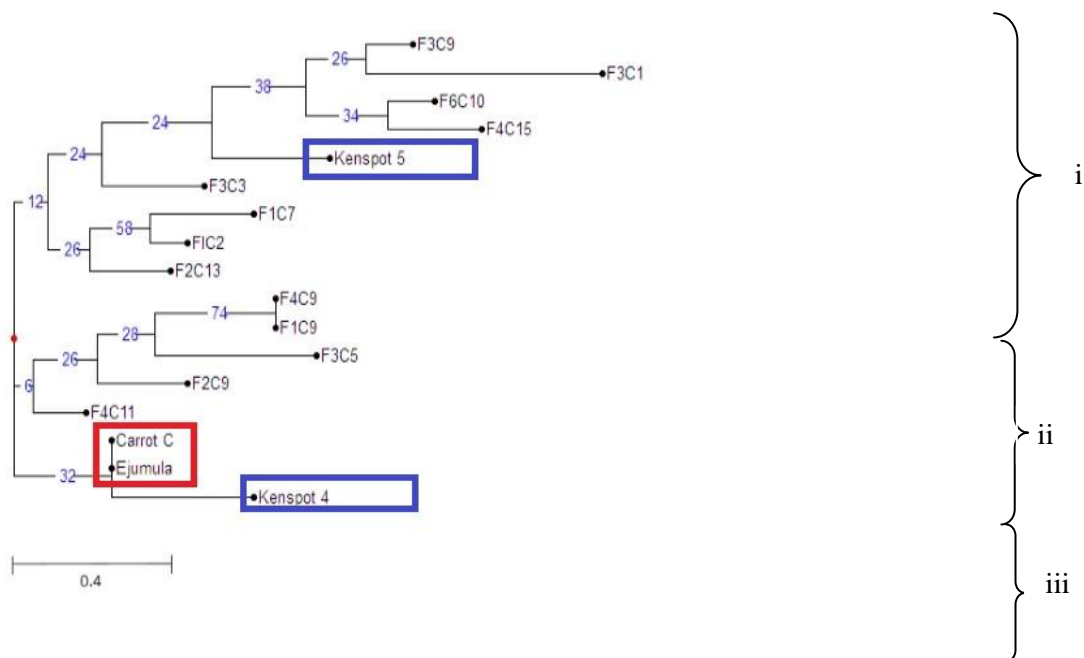 F3C9
26
F3C1
38
F6C10
34
F4C15
24
Kenspot 5
24
F3C3
i
12
F1C7
58
FIC2
26
F2C13
F4C9
74
F1C9
28
F3C5
26
F2C9
6
F4C11
Carrot C
ii
Ejumula
32
Kenspot 4
0.4
iii